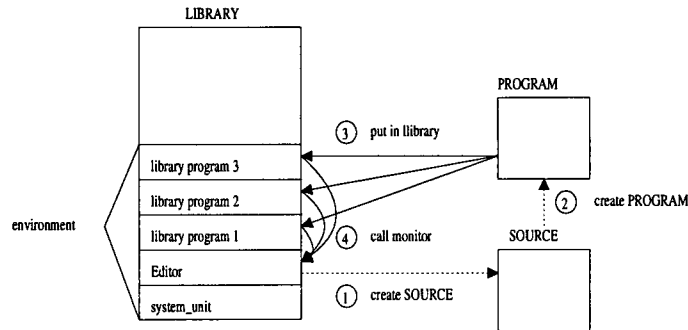 LIBRARY
PROGRAM
3 put in llibrary
library program 3
library program 2
2 create PROGRAM
environment
library program 1
4 call monitor
SOURCE
Editor
1 create SOURCE
system_unit